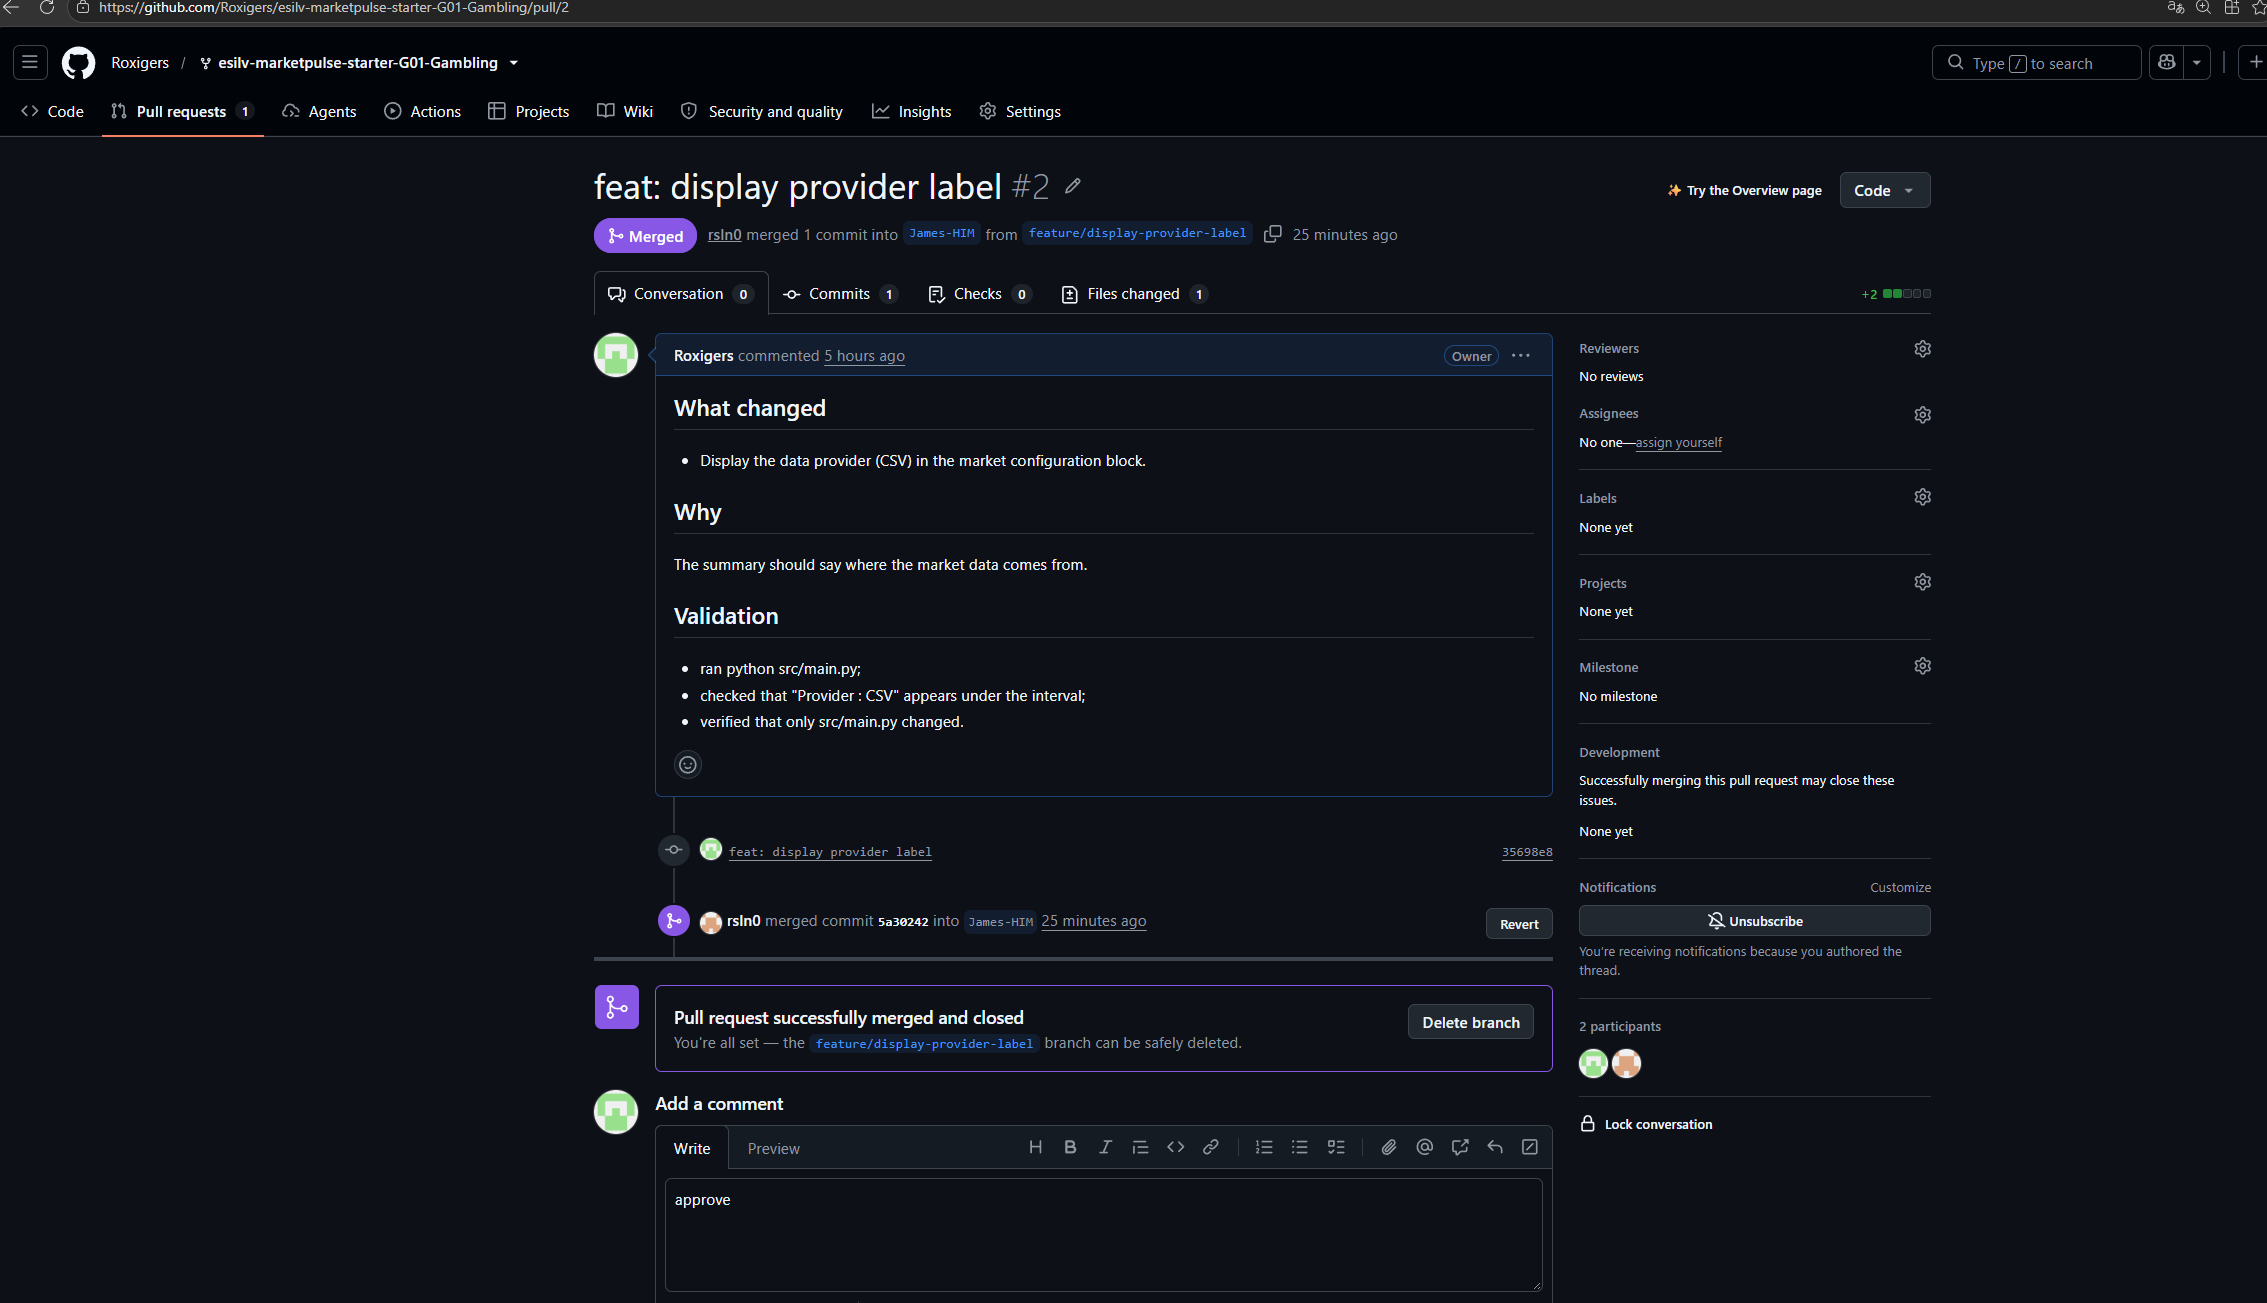 https://github.com/Roxigers/esilv-marketpulse-starter-G01-Gambling/pull/2
Roxigers / esilv-marketpulse-starter-G01-Gambling
Type / to search
Code Pull requests 1 Agents Actions Projects Wiki Security and quality Insights Settings
feat: display provider label #2
Try the Overview page Code
Merged rsln0 merged 1 commit into James-HIM from feature/display-provider-label 25 minutes ago
Conversation 0 Commits 1 Checks 0 Files changed 1 +2
Roxigers commented 5 hours ago Owner
What changed
Display the data provider (CSV) in the market configuration block.
Why
The summary should say where the market data comes from.
Validation
ran python src/main.py;
checked that "Provider : CSV" appears under the interval;
verified that only src/main.py changed.
feat: display provider label 35698e8
rsln0 merged commit 5a30242 into James-HIM 25 minutes ago Revert
Pull request successfully merged and closed
You're all set — the feature/display-provider-label branch can be safely deleted.
Delete branch
Add a comment
Write Preview
approve
Reviewers
No reviews
Assignees
No one—assign yourself
Labels
None yet
Projects
None yet
Milestone
No milestone
Development
Successfully merging this pull request may close these
issues.
None yet
Notifications Customize
Unsubscribe
You're receiving notifications because you authored the
thread.
2 participants
Lock conversation